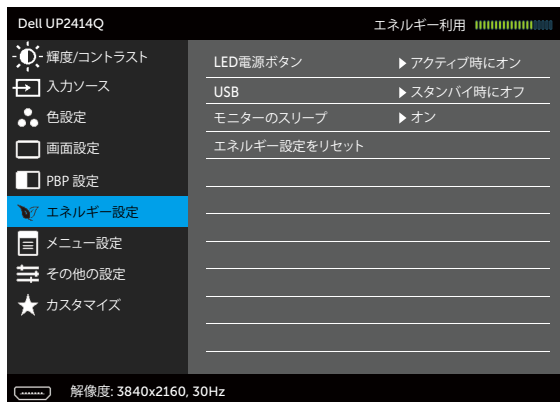 Dell UP2414Q エネルギー利用
輝度/コントラスト
入力ソース
色設定
画面設定
PBP 設定
エネルギー設定
メニュー設定
その他の設定
カスタマイズ
LED電源ボタン アクティブ時にオン
USB スタンバイ時にオフ
モニターのスリープ オン
エネルギー設定をリセット
解像度: 3840x2160, 30Hz